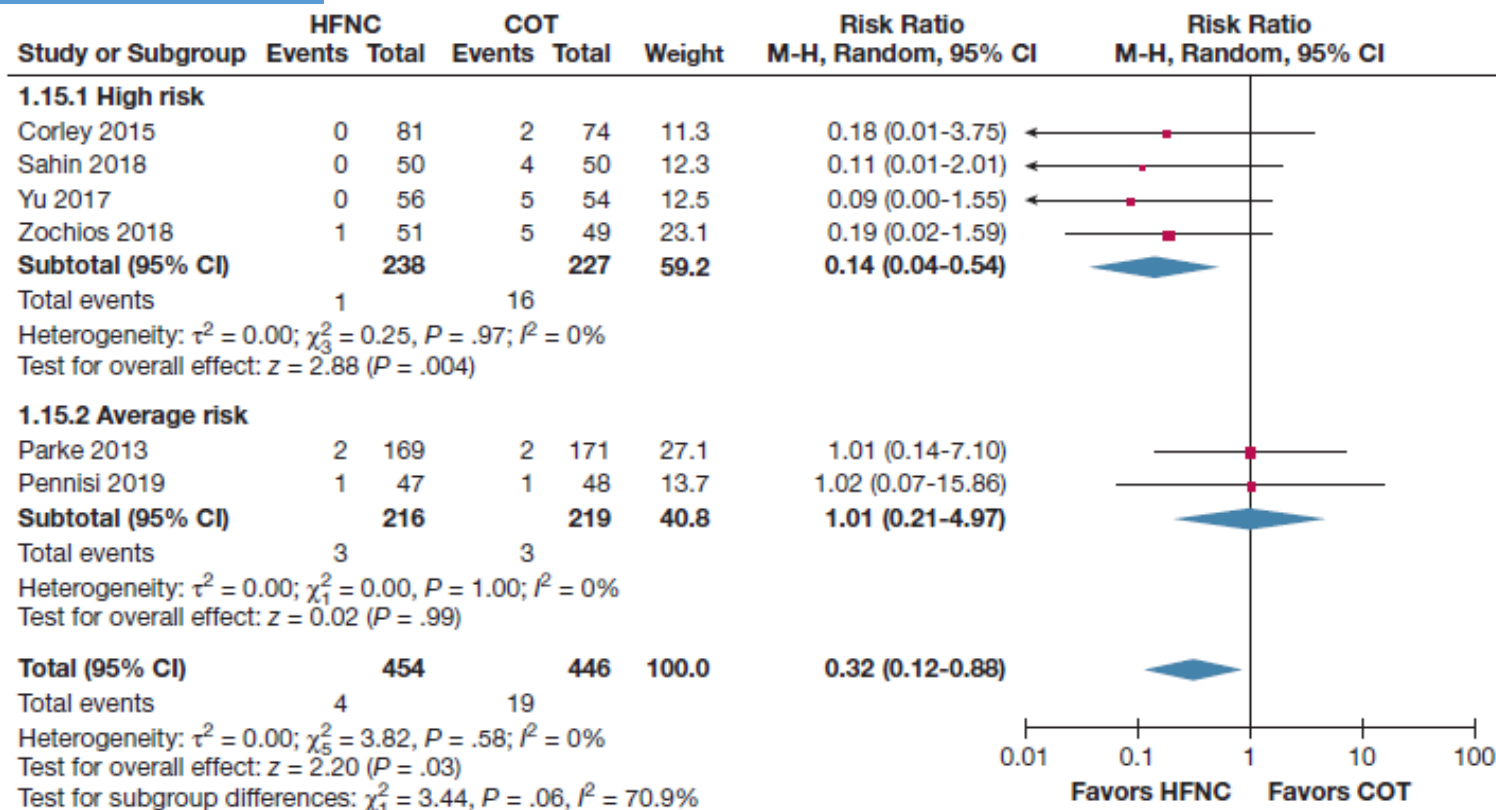 HFNC COT Risk Ratio Risk Ratio
Study or Subgroup Events Total Events Total Weight M-H, Random, 95% CI M-H, Random, 95% CI
1.15.1 High risk
Corley 2015 0 81 2 74 11.3 0.18 (0.01-3.75)
Sahin 2018 0 50 4 50 12.3 0.11 (0.01-2.01)
Yu 2017 0 56 5 54 12.5 0.09 (0.00-1.55)
Zochios 2018 1 51 5 49 23.1 0.19 (0.02-1.59)
Subtotal (95% CI) 238 227 59.2 0.14 (0.04-0.54)
Total events 1 16
Heterogeneity: τ² = 0.00; χ²₃ = 0.25, P = .97; I² = 0%
Test for overall effect: z = 2.88 (P = .004)
1.15.2 Average risk
Parke 2013 2 169 2 171 27.1 1.01 (0.14-7.10)
Pennisi 2019 1 47 1 48 13.7 1.02 (0.07-15.86)
Subtotal (95% CI) 216 219 40.8 1.01 (0.21-4.97)
Total events 3 3
Heterogeneity: τ² = 0.00; χ²₁ = 0.00, P = 1.00; I² = 0%
Test for overall effect: z = 0.02 (P = .99)
Total (95% CI) 454 446 100.0 0.32 (0.12-0.88)
Total events 4 19
Heterogeneity: τ² = 0.00; χ²₅ = 3.82, P = .58; I² = 0%
Test for overall effect: z = 2.20 (P = .03)
Test for subgroup differences: χ²₁ = 3.44, P = .06, I² = 70.9%
0.01 0.1 1 10 100
Favors HFNC Favors COT